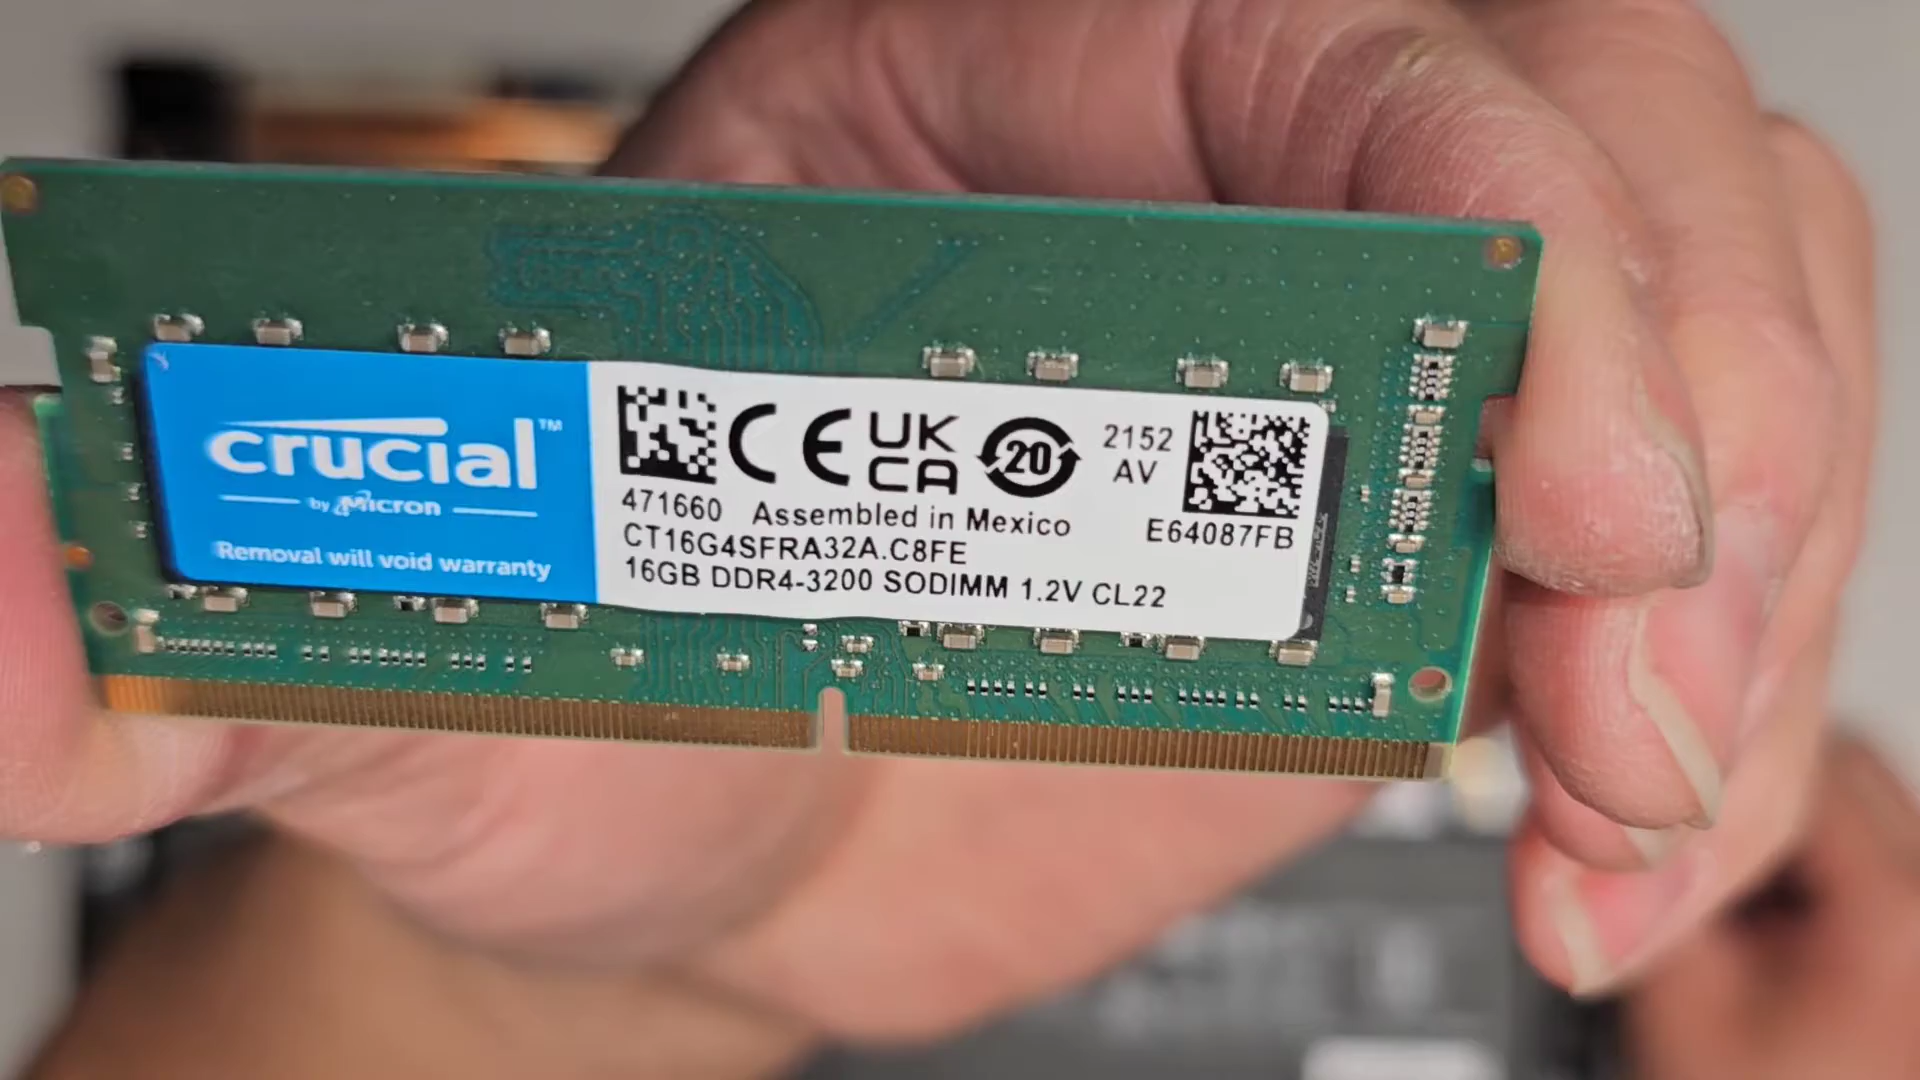 crucial™
by Micron
Removal will void warranty
CE UK CA 20 2152 AV
471660 Assembled in Mexico E64087FB
CT16G4SFRA32A.C8FE
16GB DDR4-3200 SODIMM 1.2V CL22